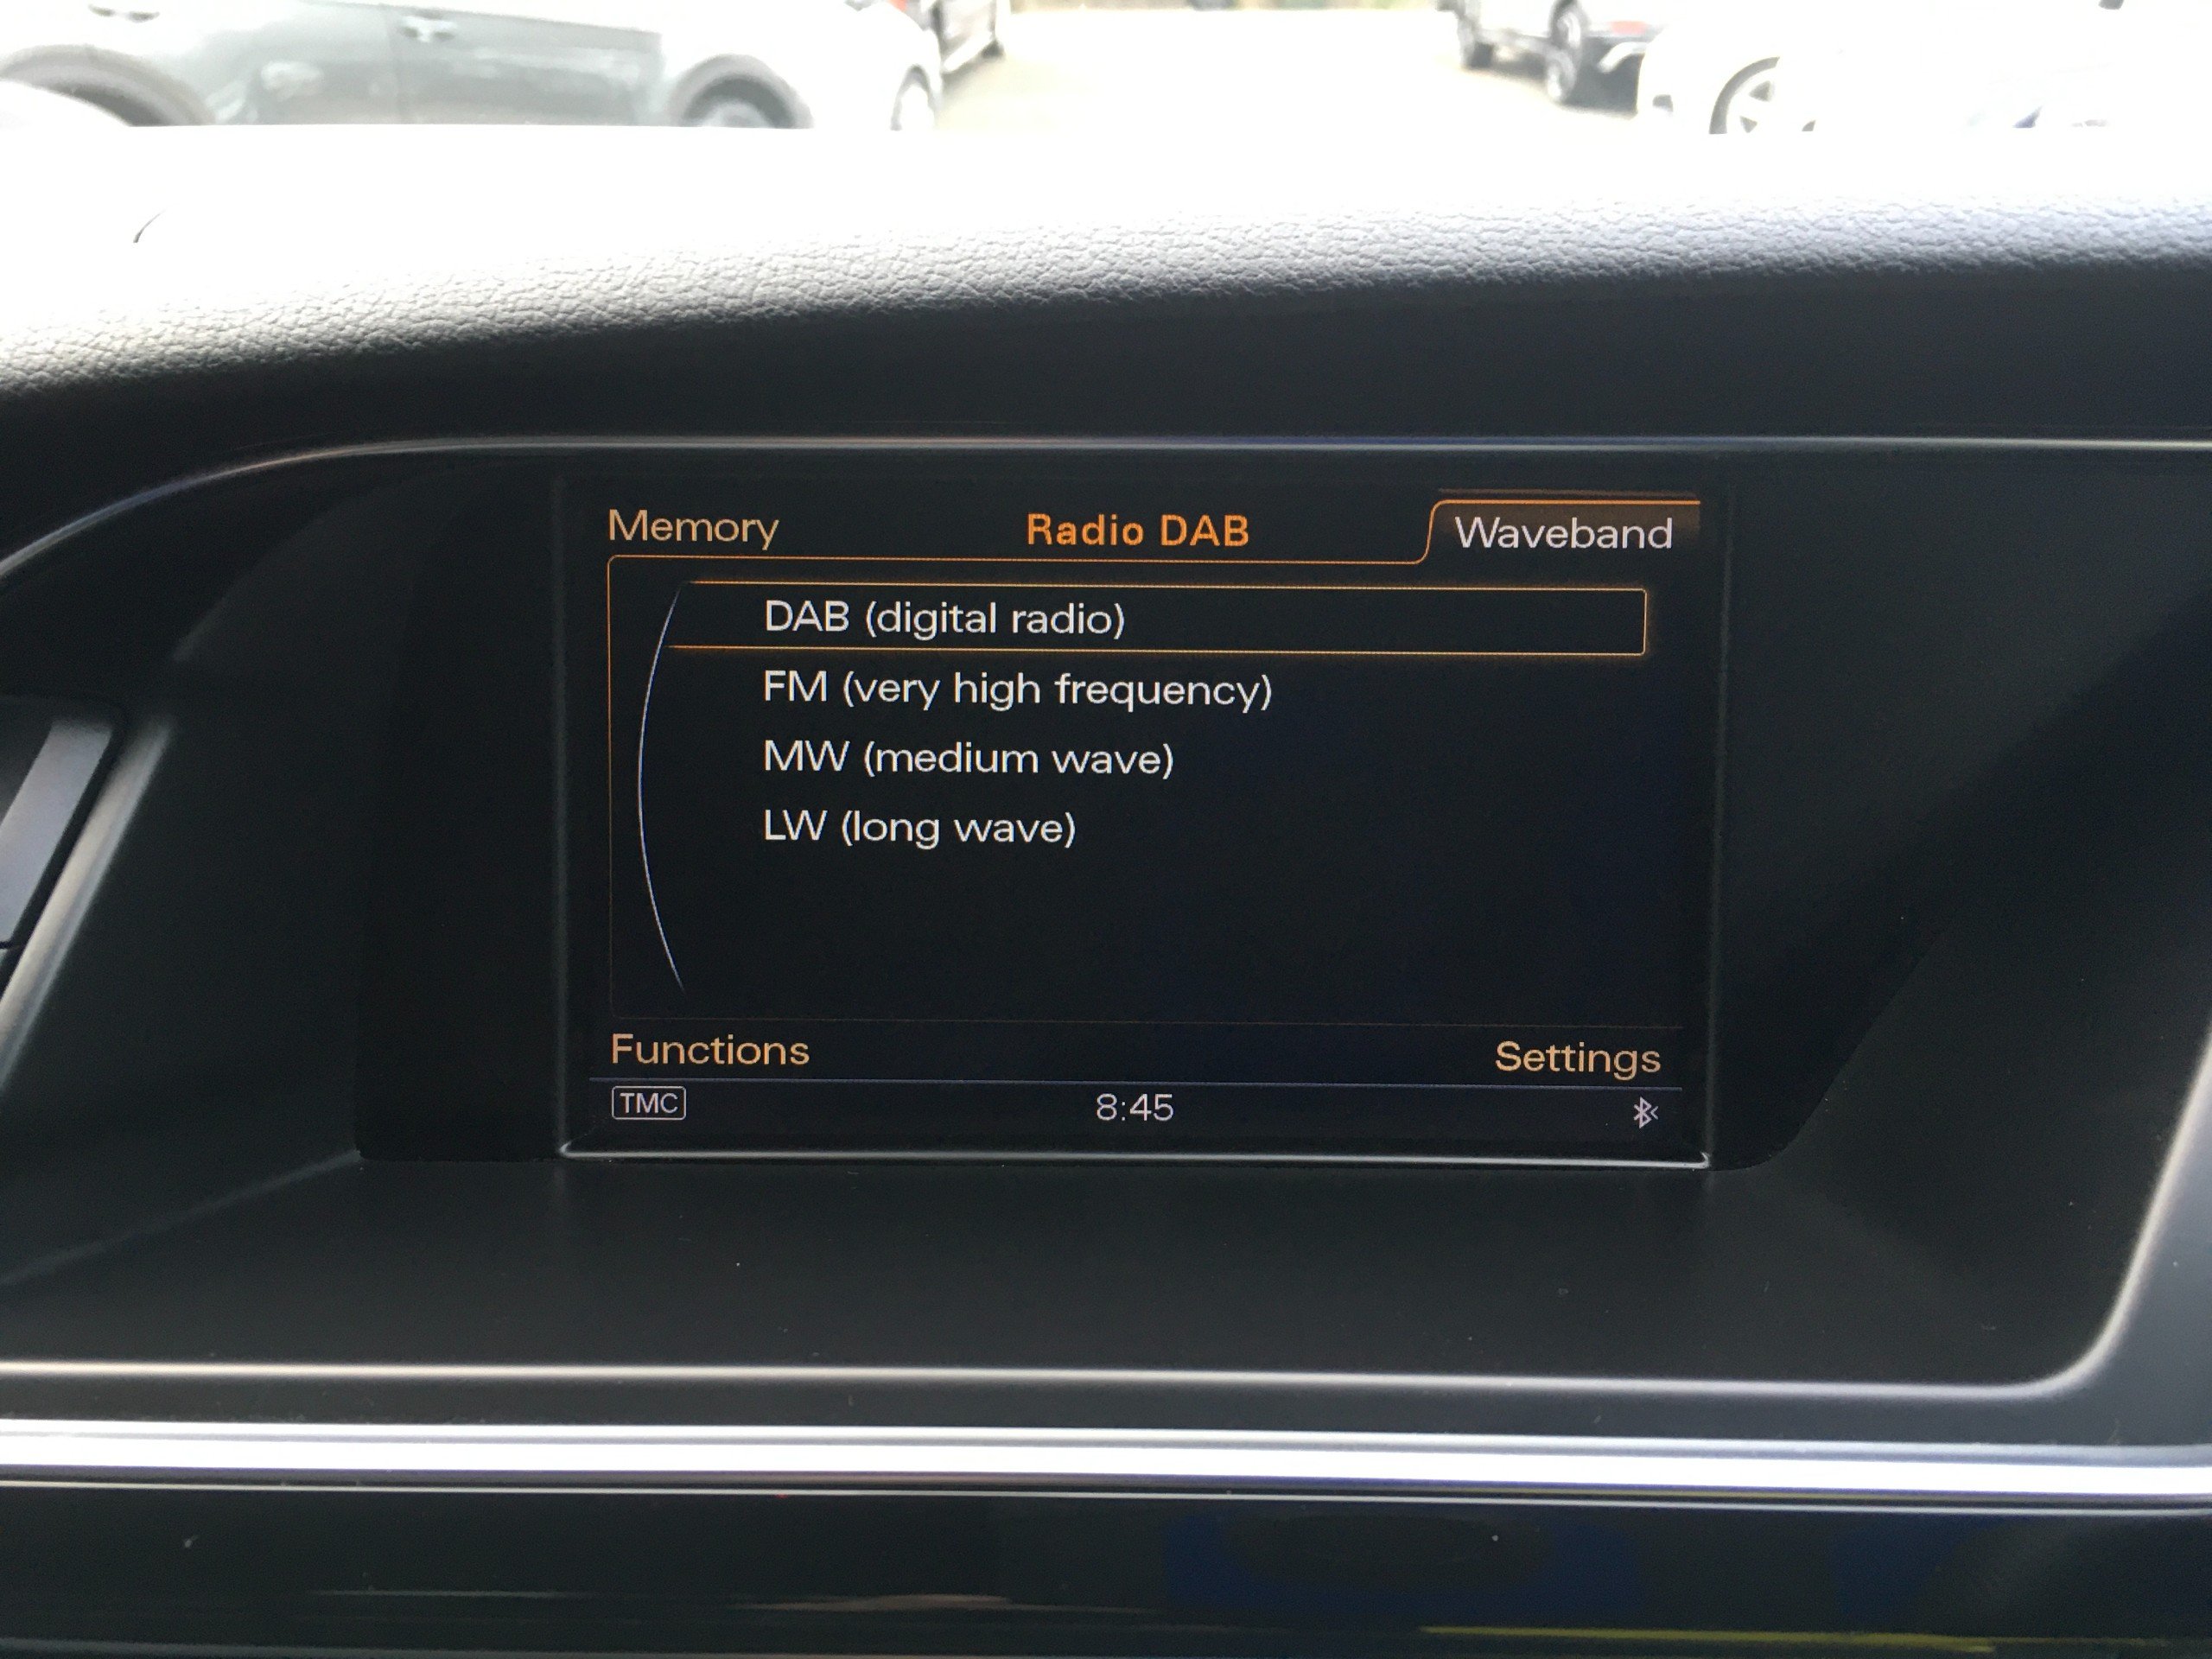 Memory Radio DAB Waveband
DAB (digital radio)
FM (very high frequency)
MW (medium wave)
LW (long wave)
Functions Settings
TMC 8:45